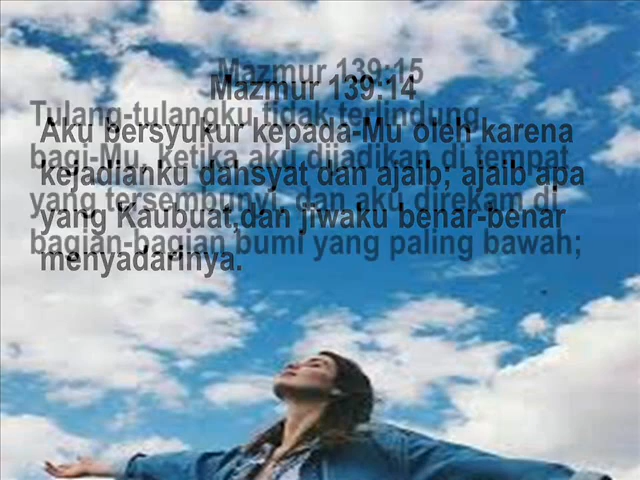 Mazmur 139:15
Tulang-tulangku tidak terlindung
bagi-Mu, ketika aku dijadikan di tempat
yang tersembunyi, dan aku direkam di
bagian-bagian bumi yang paling bawah;
Mazmur 139:14
Aku bersyukur kepada-Mu oleh karena
kejadianku dahsyat dan ajaib; ajaib apa
yang Kaubuat,dan jiwaku benar-benar
menyadarinya.